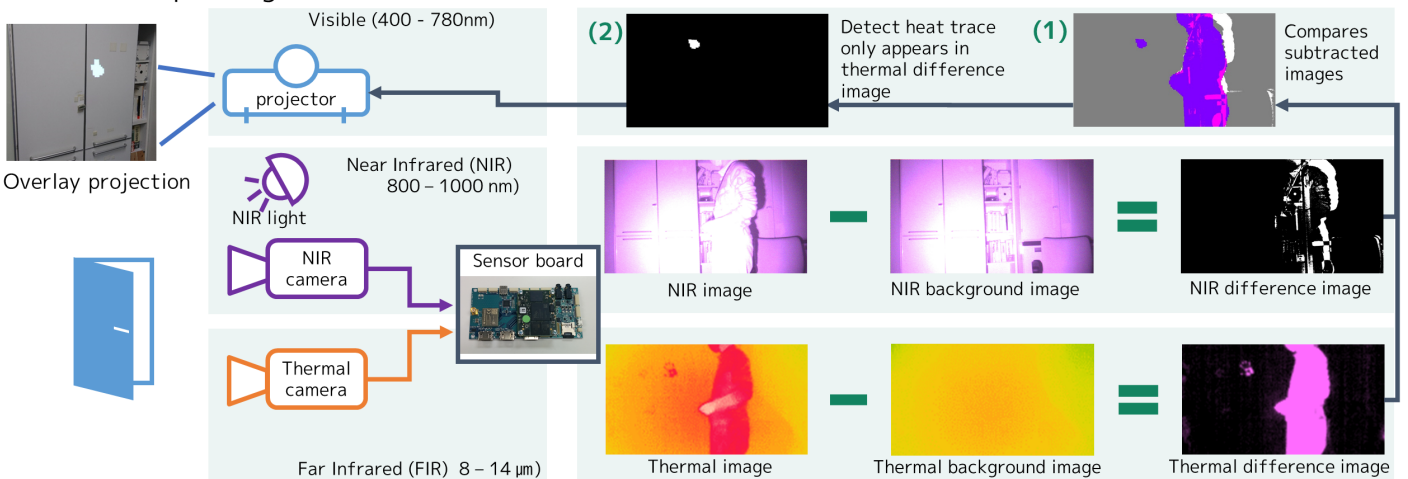 Visible (400 - 780nm)
projector
Overlay projection
Near Infrared (NIR)
800 – 1000 nm)
NIR light
NIR
camera
Sensor board
Thermal
camera
Far Infrared (FIR) 8 – 14 μm)
(2)
Detect heat trace
only appears in
thermal difference
image
(1)
Compares
subtracted
images
NIR image
NIR background image
NIR difference image
Thermal image
Thermal background image
Thermal difference image